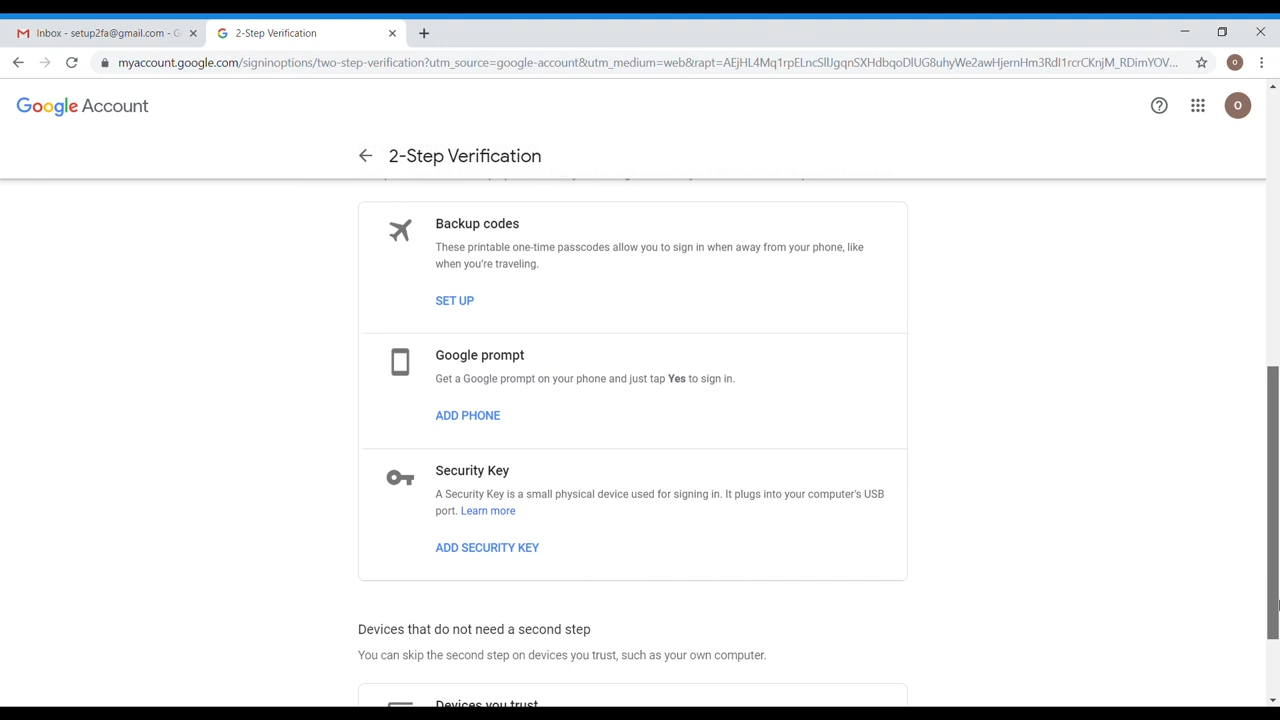 Inbox - setup2fa@gmail.com - G
2-Step Verification
myaccount.google.com/signinoptions/two-step-verification?utm_source=google-account&utm_medium=web&rapt=AEjHL4Mq1rpELncSIlJgqnSXHdbqoDlUG8uhyWe2awHjernHm3RdI1rcrCKnjM_RDimYOV...
O
Google Account
O
2-Step Verification
Backup codes
These printable one-time passcodes allow you to sign in when away from your phone, like
when you're traveling.
SET UP
Google prompt
Get a Google prompt on your phone and just tap Yes to sign in.
ADD PHONE
Security Key
A Security Key is a small physical device used for signing in. It plugs into your computer's USB
port. Learn more
ADD SECURITY KEY
Devices that do not need a second step
You can skip the second step on devices you trust, such as your own computer.
Devices you trust